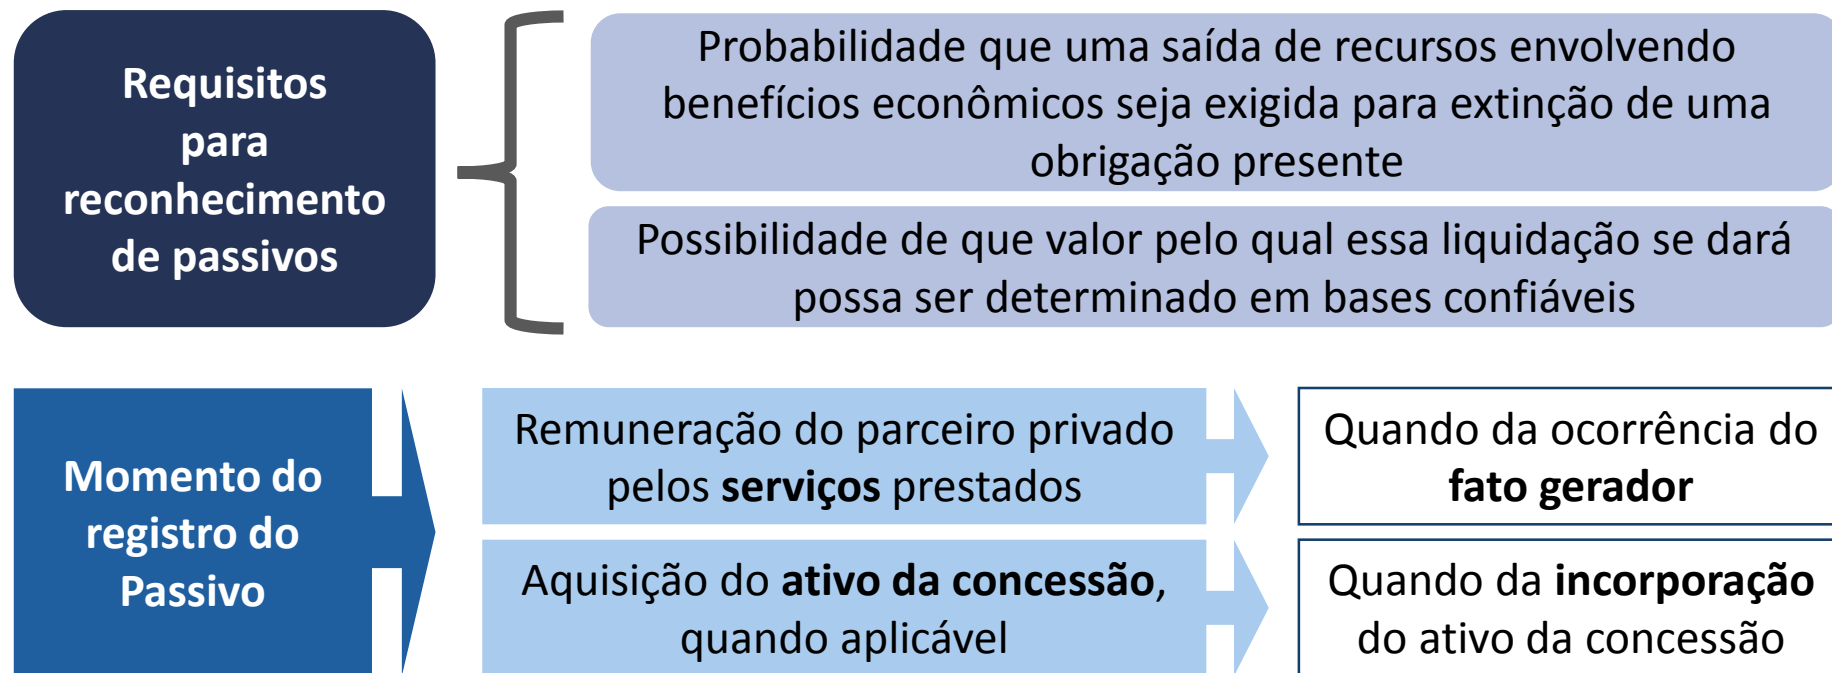 Requisitos
para
reconhecimento
de passivos
Probabilidade que uma saída de recursos envolvendo
benefícios econômicos seja exigida para extinção de uma
obrigação presente
Possibilidade de que valor pelo qual essa liquidação se dará
possa ser determinado em bases confiáveis
Momento do
registro do
Passivo
Remuneração do parceiro privado
pelos serviços prestados
Quando da ocorrência do
fato gerador
Aquisição do ativo da concessão,
quando aplicável
Quando da incorporação
do ativo da concessão